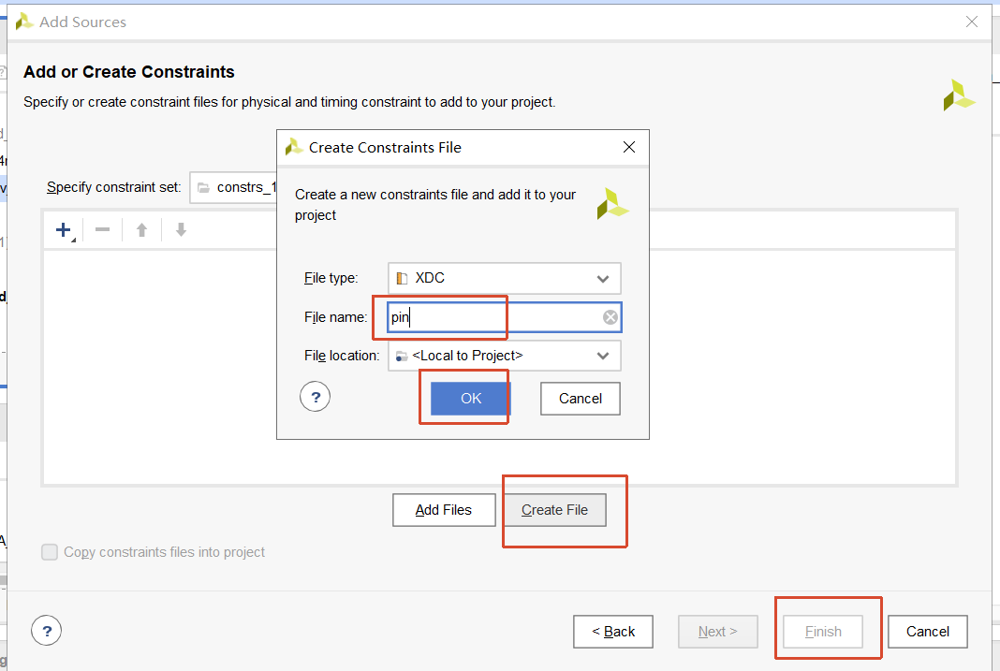 Add Sources
Add or Create Constraints
Specify or create constraint files for physical and timing constraint to add to your project.
Specify constraint set: constrs_1
Create Constraints File
Create a new constraints file and add it to your
project
File type: XDC
File name: pin
File location: <Local to Project>
? OK Cancel
Add Files Create File
Copy constraints files into project
? < Back Next > Finish Cancel